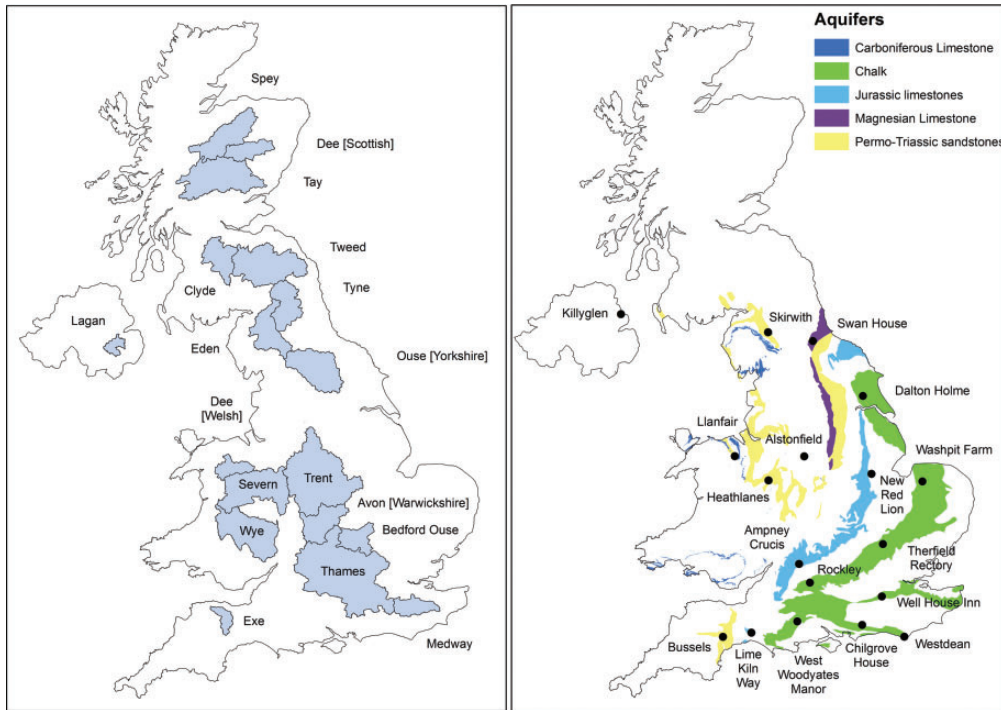 Spey
Dee [Scottish]
Tay
Tweed
Tyne
Clyde
Lagan
Eden
Ouse [Yorkshire]
Dee
[Welsh]
Severn
Trent
Avon [Warwickshire]
Wye
Bedford Ouse
Thames
Exe
Medway
Aquifers
Carboniferous Limestone
Chalk
Jurassic limestones
Magnesian Limestone
Permo-Triassic sandstones
Killyglen
Skirwith
Swan House
Dalton Holme
Llanfair
Alstonfield
Washpit Farm
Heathlanes
New
Red
Lion
Ampney
Crucis
Therfield
Rectory
Rockley
Well House Inn
Bussels
Lime
Kiln
Way
West
Woodyates
Manor
Chilgrove
House
Westdean